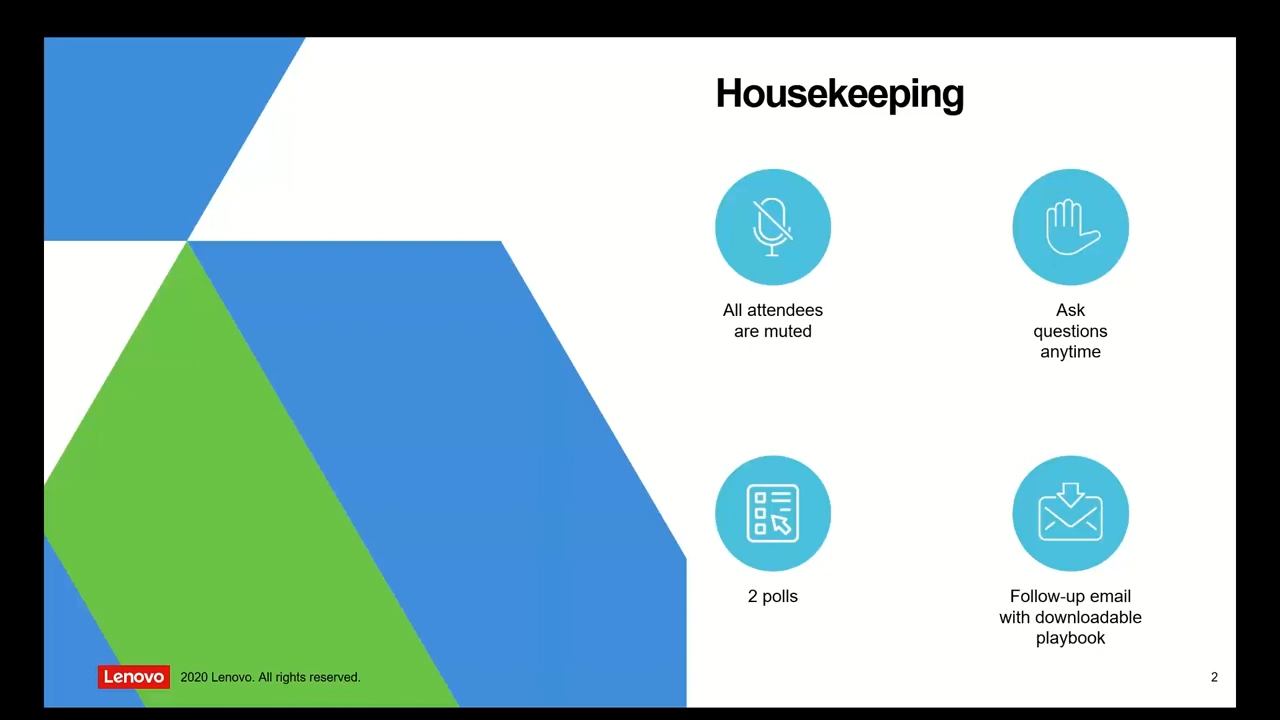 Housekeeping
All attendees
are muted
Ask
questions
anytime
2 polls
Follow-up email
with downloadable
playbook
Lenovo 2020 Lenovo. All rights reserved.
2